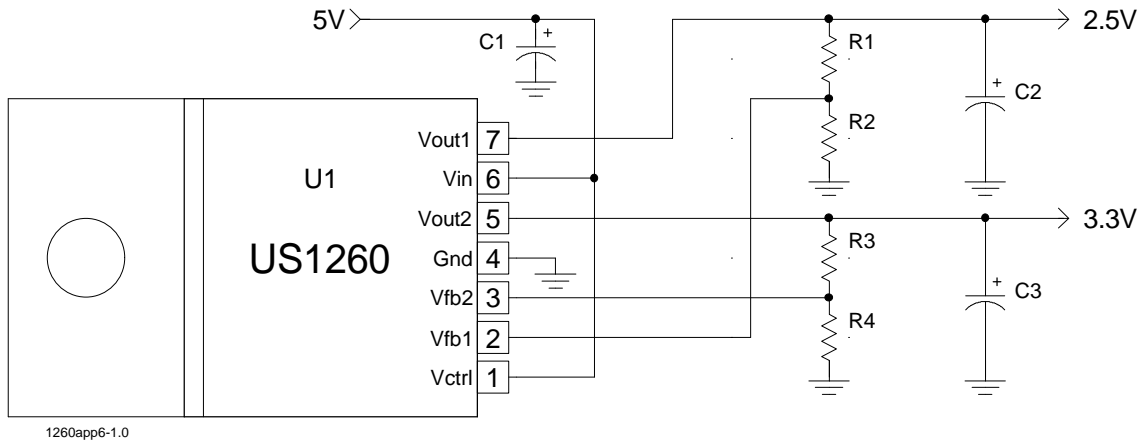 5V
C1
+
R1
R2
+
C2
2.5V
Vout1 7
Vin 6
Vout2 5
Gnd 4
Vfb2 3
Vfb1 2
Vctrl 1
U1
US1260
R3
R4
+
C3
3.3V
1260app6-1.0